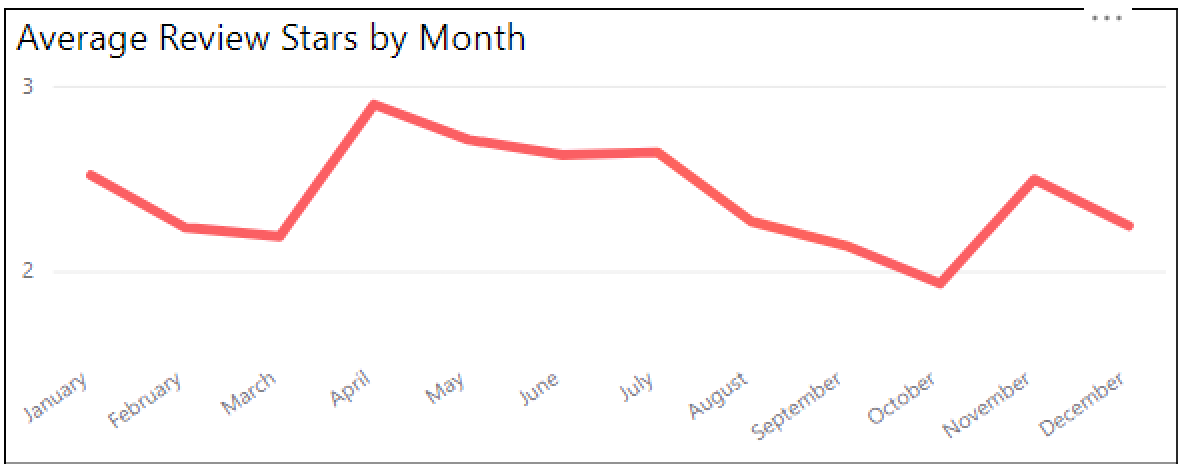 Average Review Stars by Month
3
2
January
February
March
April
May
June
July
August
September
October
November
December